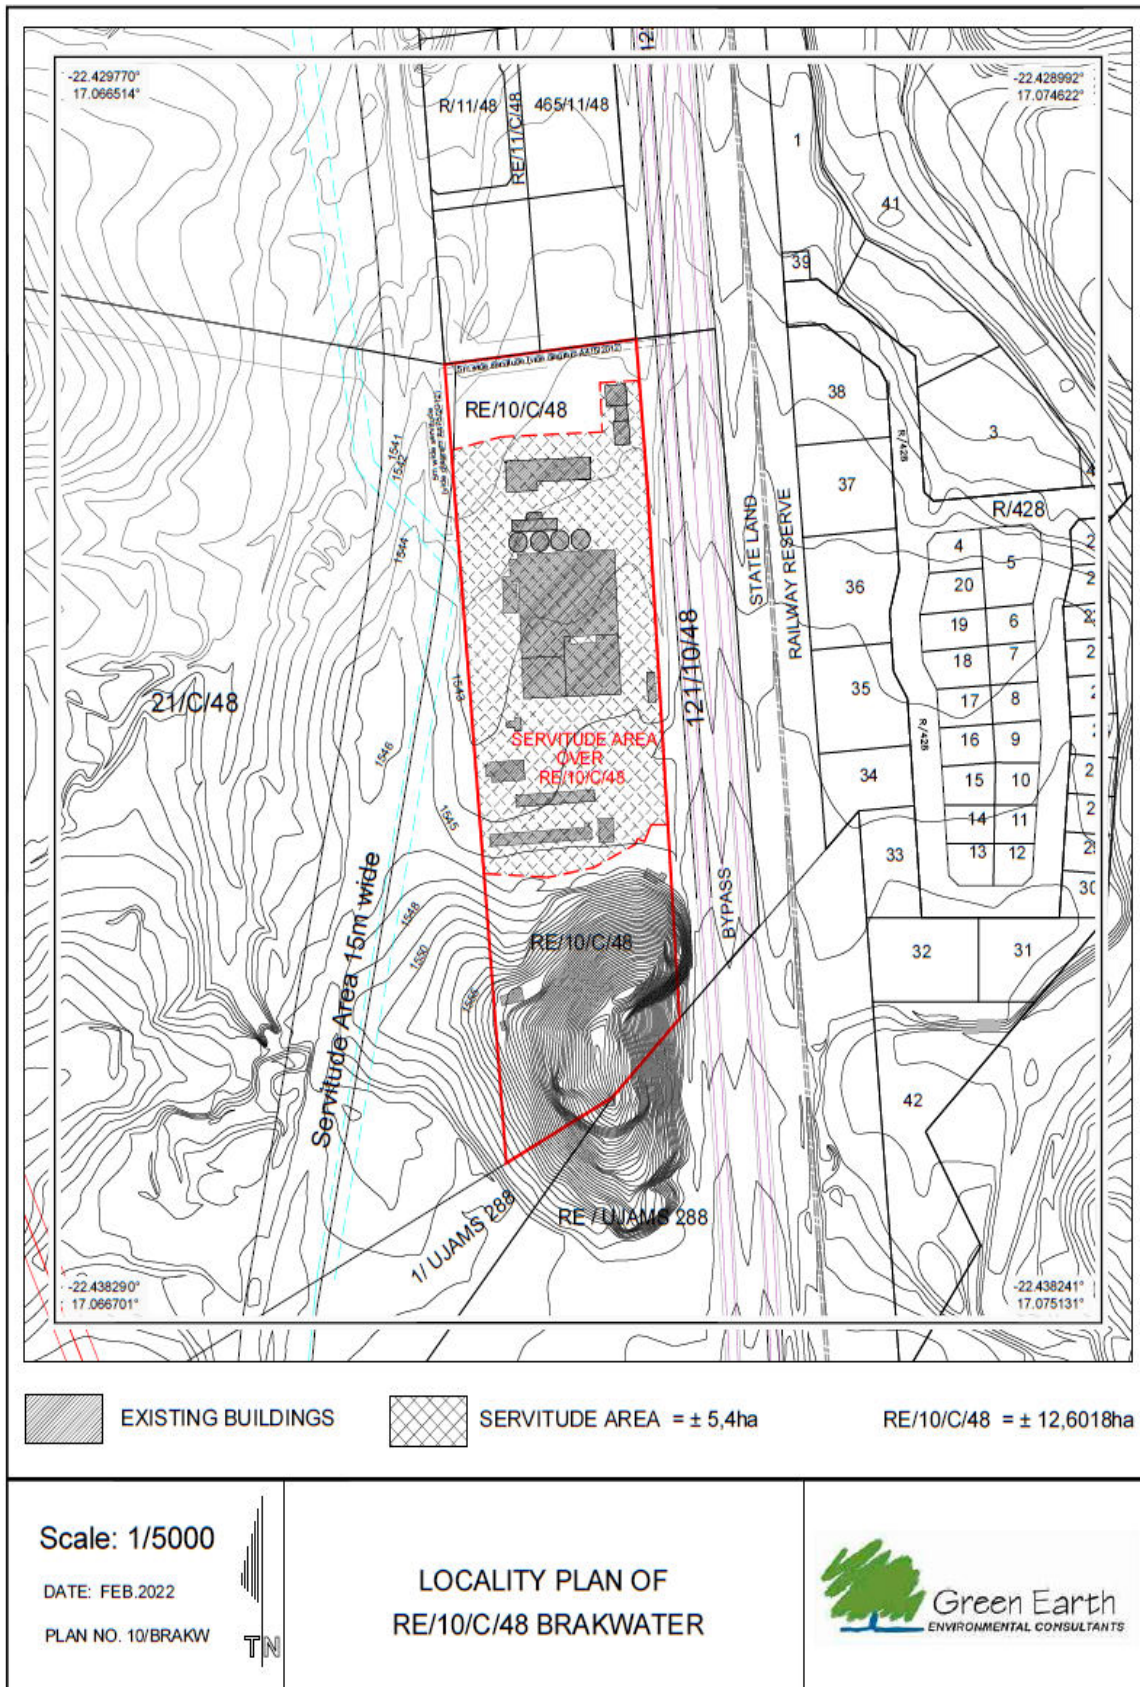 -22.429770°
17.066514°
-22.428992°
17.074622°
R/11/48
RE/11/C/48
465/11/48
1
41
39
RE/10/C/48
1541
1542
1544
38
3
R/428
37
R/428
STATE LAND
RAILWAY RESERVE
36
4
5
20
19
6
18
7
35
17
8
16
9
15
10
14
11
13
12
34
R/428
33
30
32
31
42
21/C/48
1543
1546
1545
121/10/48
SERVITUDE AREA
OVER
RE/10/C/48
BYPASS
Servitude Area 15m wide
1548
1550
RE/10/C/48
1/ UJAMS 288
RE / UJAMS 288
-22.438290°
17.066701°
-22.438241°
17.075131°
EXISTING BUILDINGS
SERVITUDE AREA = ± 5,4ha
RE/10/C/48 = ± 12,6018ha
Scale: 1/5000
DATE: FEB.2022
PLAN NO. 10/BRAKW
TN
LOCALITY PLAN OF
RE/10/C/48 BRAKWATER
Green Earth
ENVIRONMENTAL CONSULTANTS